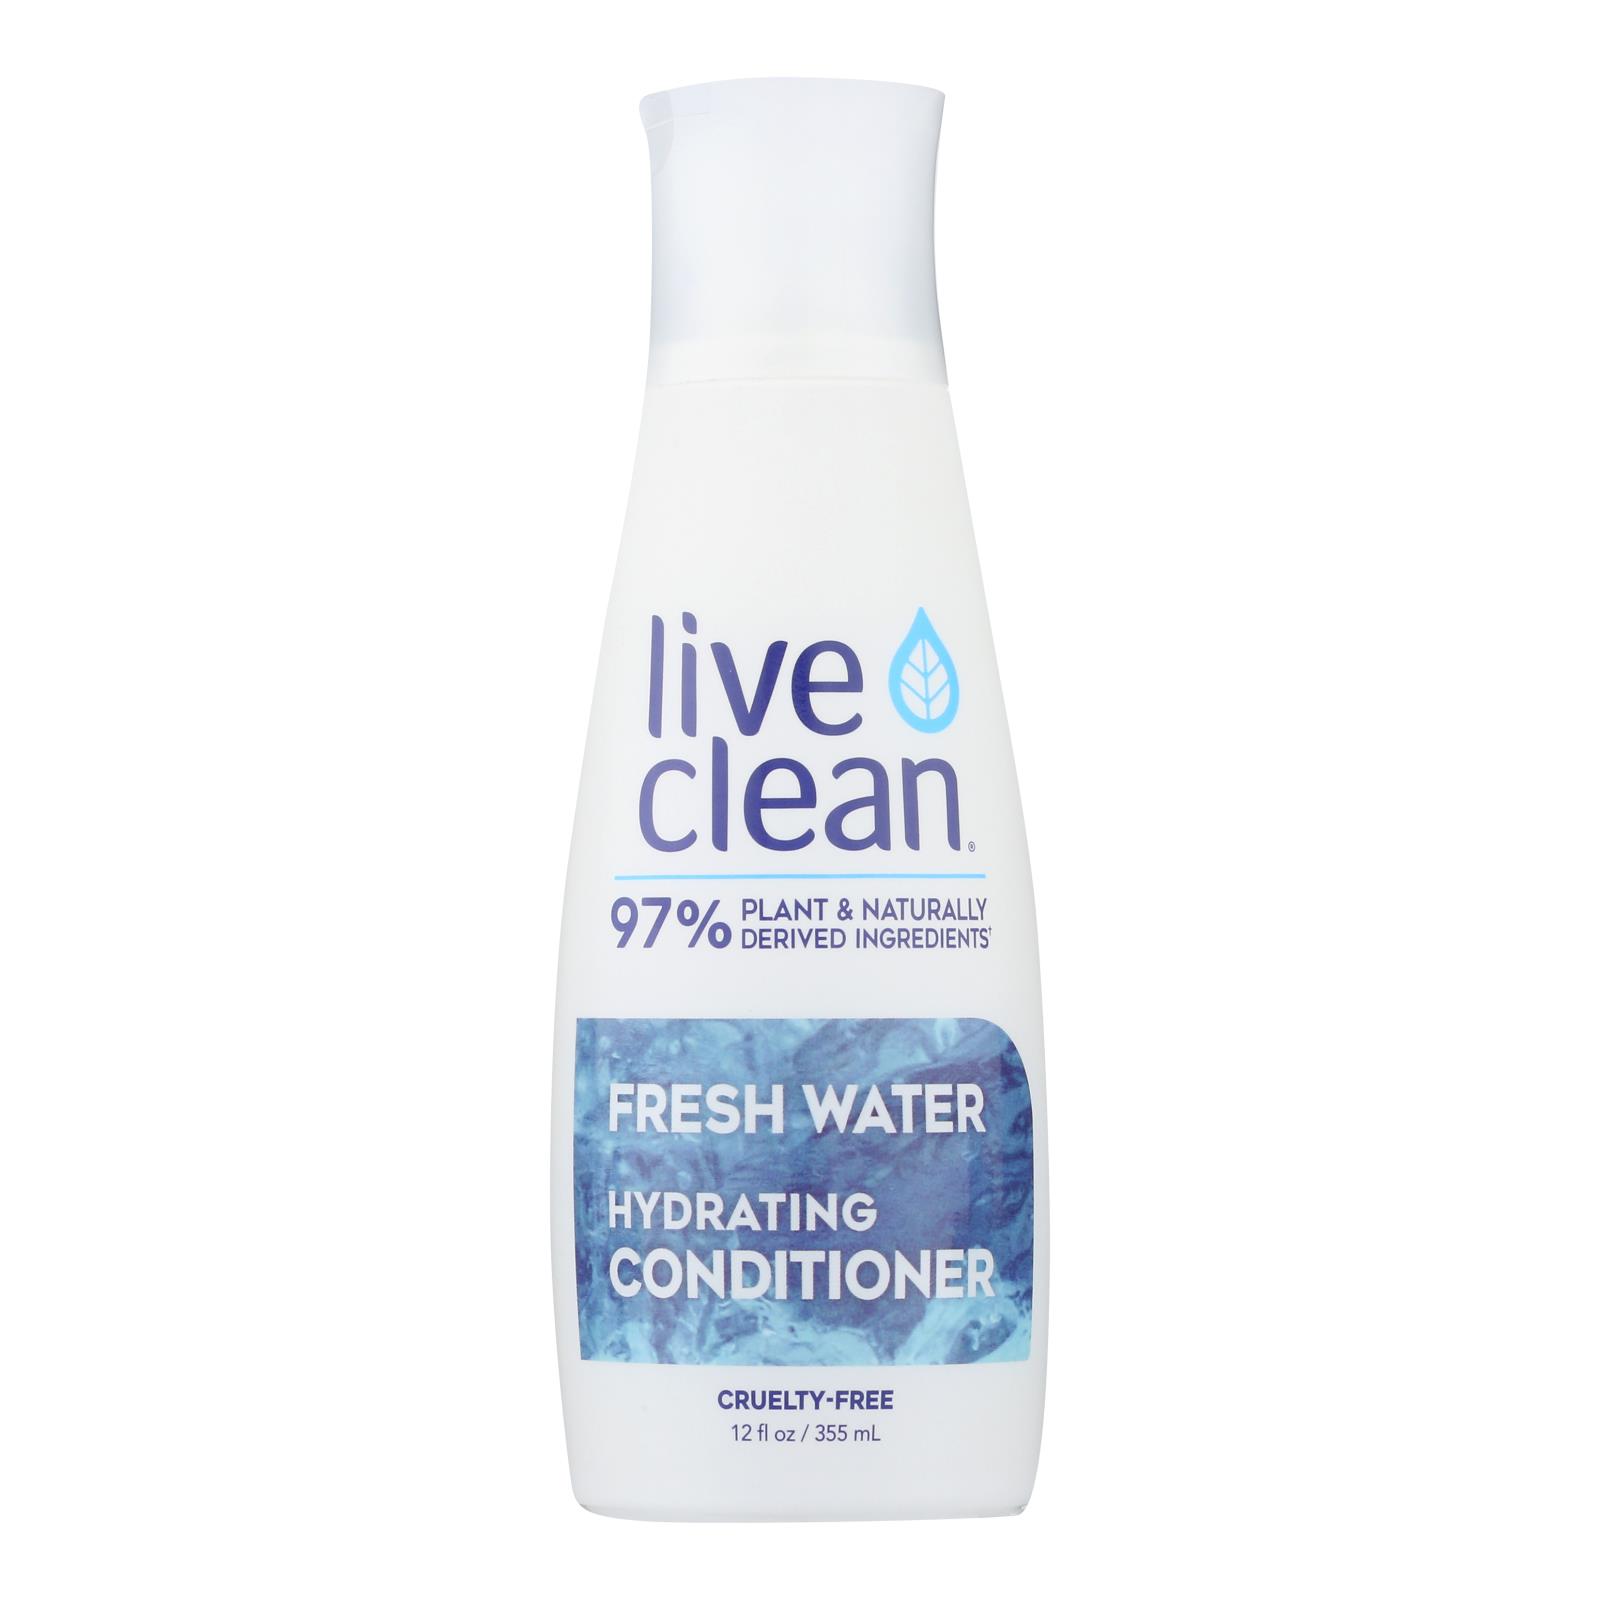 live
clean®
97% PLANT & NATURALLY
DERIVED INGREDIENTS†
FRESH WATER
HYDRATING
CONDITIONER
CRUELTY-FREE
12 fl oz / 355 mL